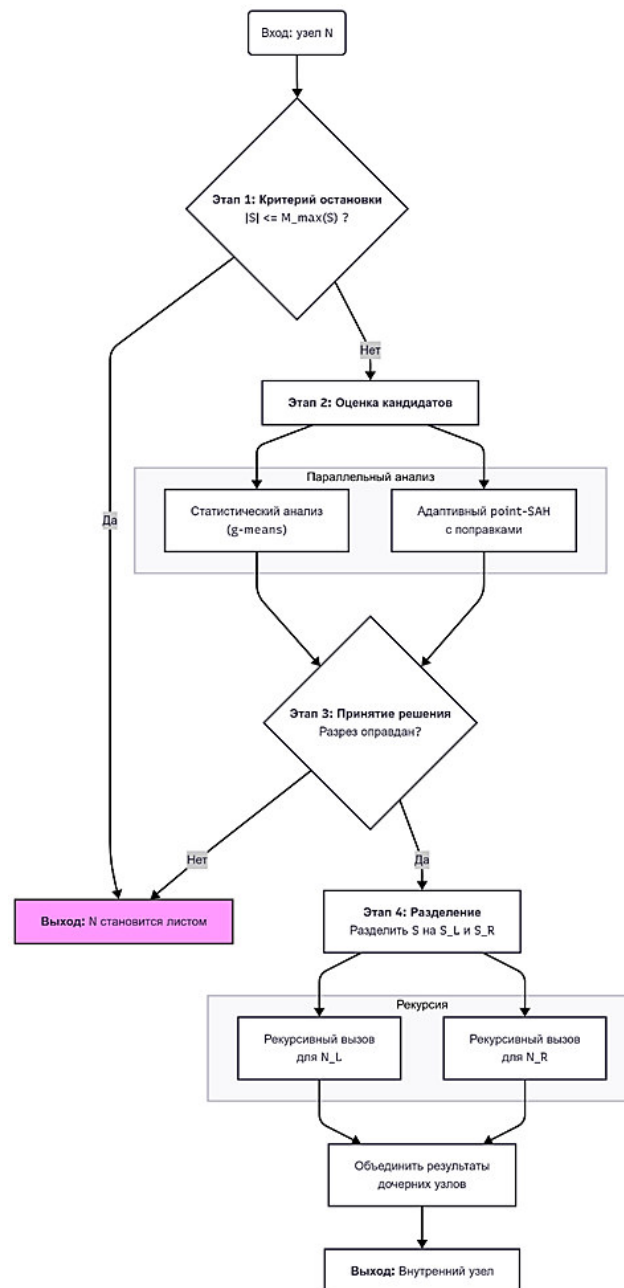 Вход: узел N
Этап 1: Критерий остановки
|S| <= M_max(S) ?
Нет
Этап 2: Оценка кандидатов
Параллельный анализ
Статистический анализ
(g-means)
Адаптивный point-SAH
с поправками
Да
Этап 3: Принятие решения
Разрез оправдан?
Нет
Да
Выход: N становится листом
Этап 4: Разделение
Разделить S на S_L и S_R
Рекурсия
Рекурсивный вызов
для N_L
Рекурсивный вызов
для N_R
Объединить результаты
дочерних узлов
Выход: Внутренний узел